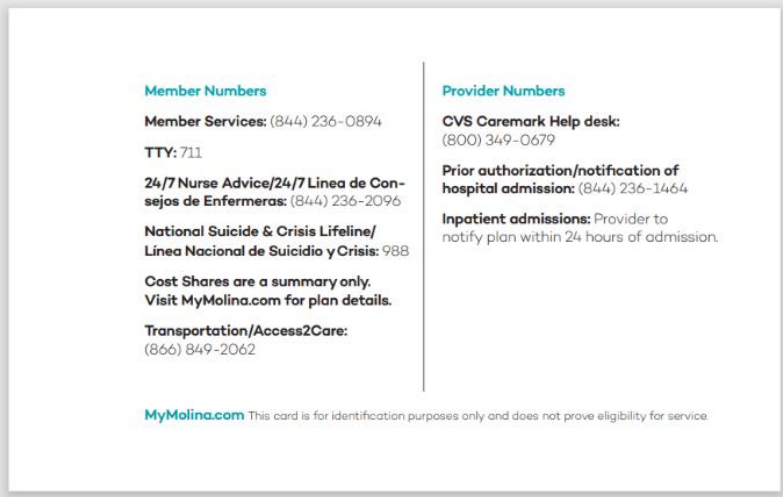 Member Numbers
Member Services: (844) 236-0894
TTY: 711
24/7 Nurse Advice/24/7 Linea de Con-
sejos de Enfermeras: (844) 236-2096
National Suicide & Crisis Lifeline/
Línea Nacional de Suicidio y Crisis: 988
Cost Shares are a summary only.
Visit MyMolina.com for plan details.
Transportation/Access2Care:
(866) 849-2062
Provider Numbers
CVS Caremark Help desk:
(800) 349-0679
Prior authorization/notification of
hospital admission: (844) 236-1464
Inpatient admissions: Provider to
notify plan within 24 hours of admission.
MyMolina.com This card is for identification purposes only and does not prove eligibility for service.